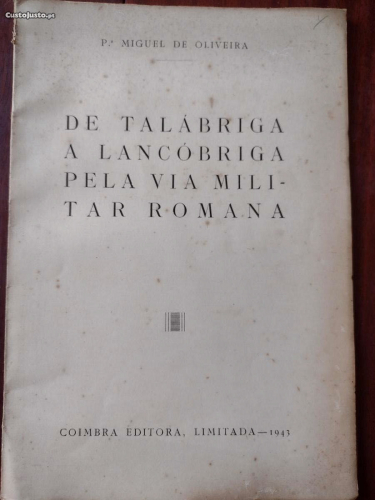 CustoJusto.pt
P.e MIGUEL DE OLIVEIRA
DE TALÁBRIGA
A LANCÓBRIGA
PELA VIA MILI-
TAR ROMANA
COIMBRA EDITORA, LIMITADA—1943